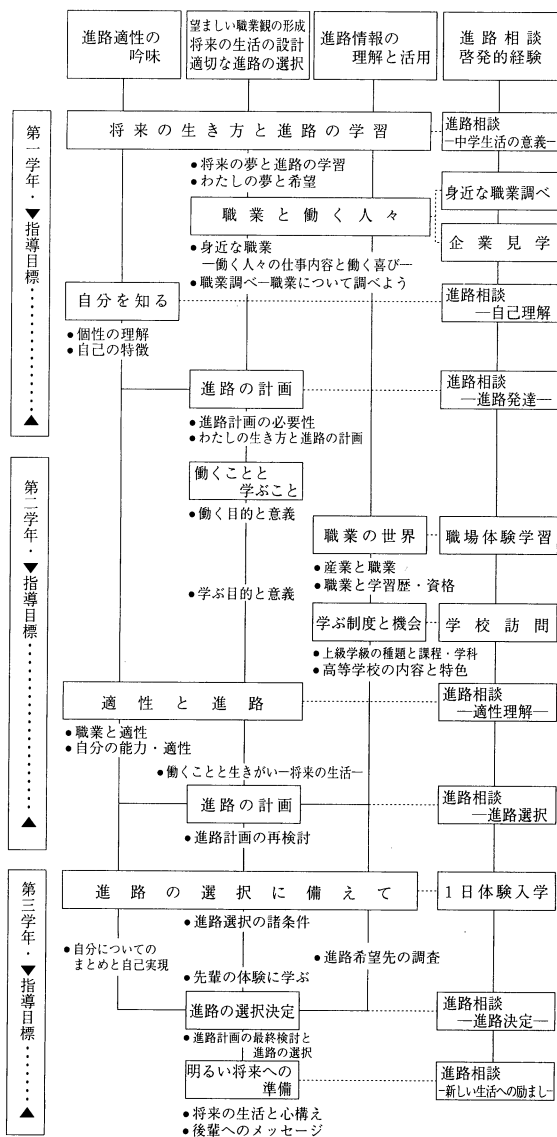 進路適性の
吟味
望ましい職業観の形成
将来の生活の設計
適切な進路の選択
進路情報の
理解と活用
進路相談
啓発的経験
第一学年・▼指導目標………▲
将来の生き方と進路の学習
進路相談
―中学生活の意義―
●将来の夢と進路の学習
●わたしの夢と希望
職業と働く人々
身近な職業調べ
企業見学
●身近な職業
―働く人々の仕事内容と働く喜び―
●職業調べ―職業について調べよう
自分を知る
進路相談
―自己理解―
●個性の理解
●自己の特徴
進路の計画
進路相談
―進路発達―
●進路計画の必要性
●わたしの生き方と進路の計画
第二学年・▼指導目標………▲
働くことと
学ぶこと
●働く目的と意義
職業の世界
職場体験学習
●産業と職業
●職業と学習歴・資格
●学ぶ目的と意義
学ぶ制度と機会
学校訪問
●上級学級の種題と課程・学科
●高等学校の内容と特色
適性と進路
進路相談
―適性理解―
●職業と適性
●自分の能力・適性
●働くことと生きがい―将来の生活―
進路の計画
進路相談
―進路選択
●進路計画の再検討
第三学年・▼指導目標………▲
進路の選択に備えて
1日体験入学
●進路選択の諸条件
●自分についての
まとめと自己実現
●進路希望先の調査
●先輩の体験に学ぶ
進路の選択決定
進路相談
―進路決定―
●進路計画の最終検討と
進路の選択
明るい将来への
準備
進路相談
―新しい生活への励まし―
●将来の生活と心構え
●後輩へのメッセージ